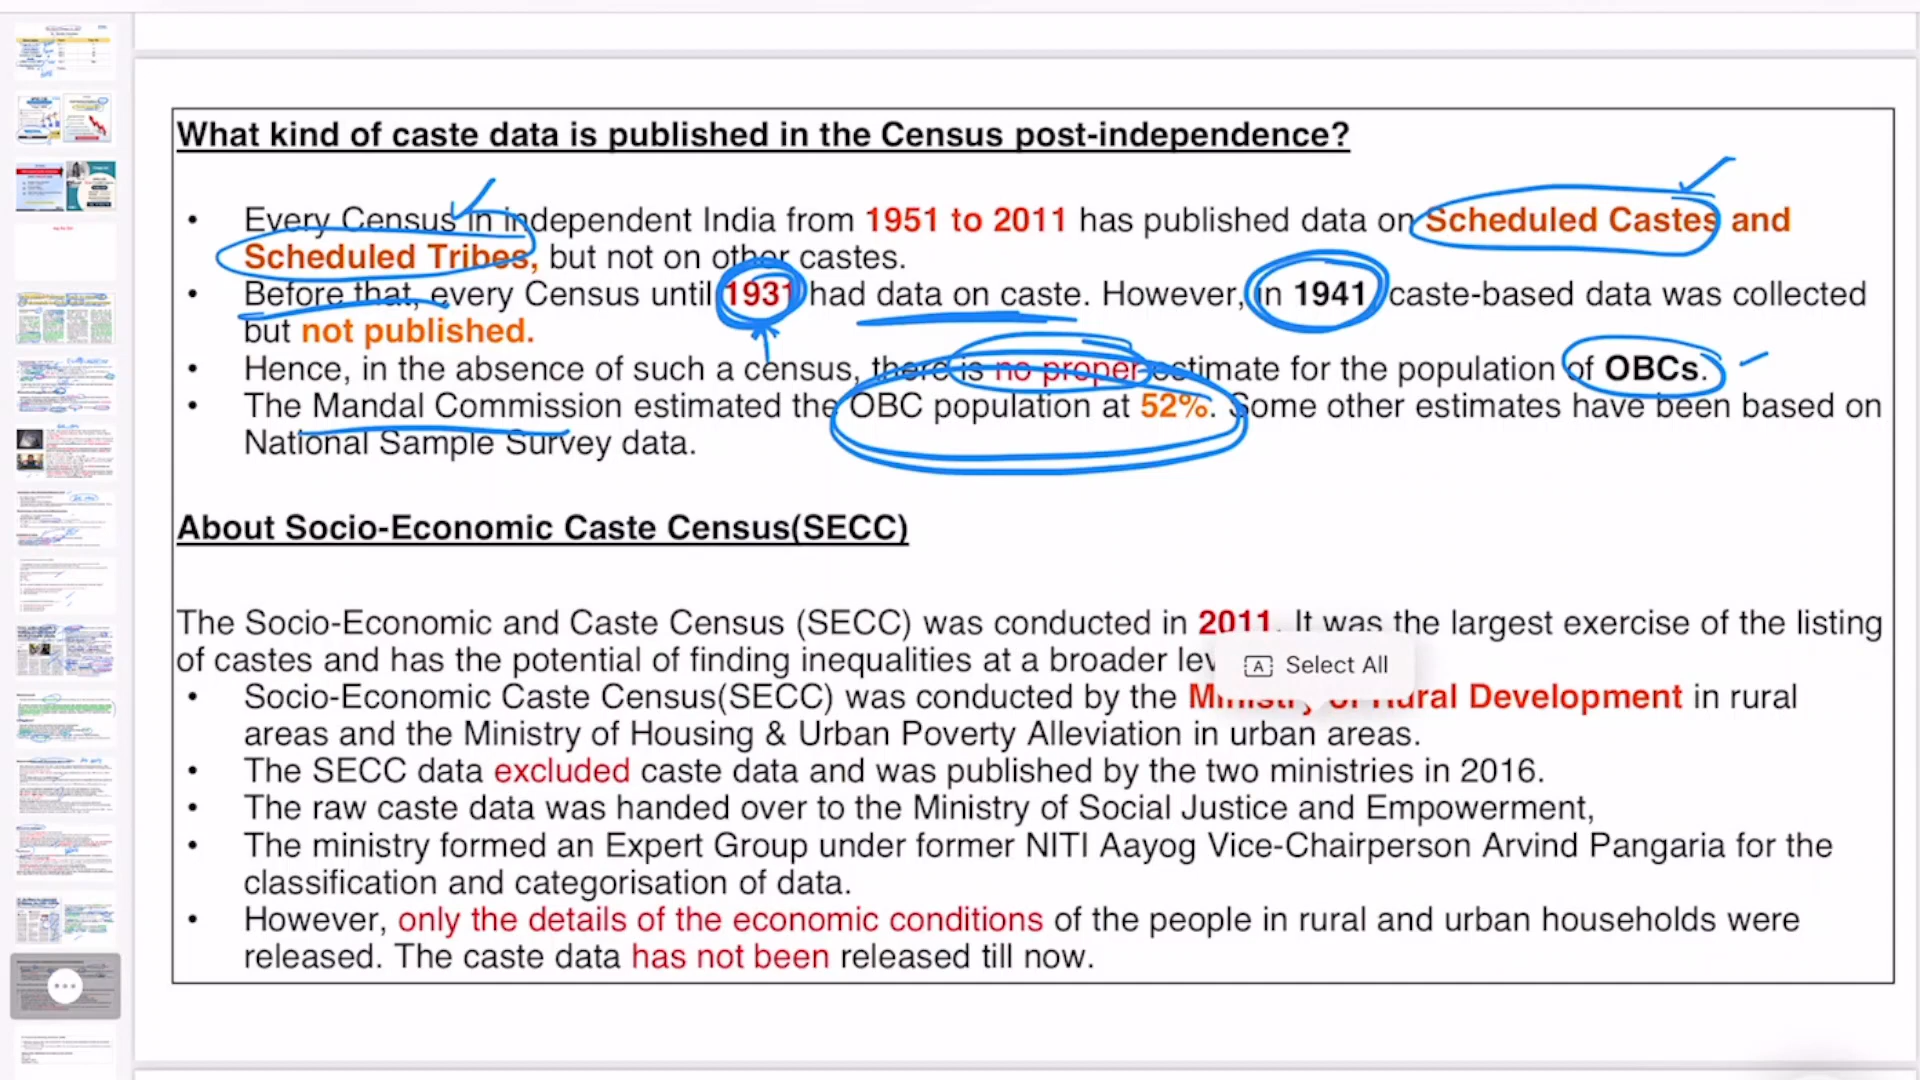 What kind of caste data is published in the Census post-independence?
• Every Census in independent India from 1951 to 2011 has published data on Scheduled Castes and
Scheduled Tribes, but not on other castes.
• Before that, every Census until 1931 had data on caste. However, in 1941 caste-based data was collected
but not published.
• Hence, in the absence of such a census, there is no proper estimate for the population of OBCs.
• The Mandal Commission estimated the OBC population at 52%. Some other estimates have been based on
National Sample Survey data.
About Socio-Economic Caste Census(SECC)
The Socio-Economic and Caste Census (SECC) was conducted in 2011. It was the largest exercise of the listing
of castes and has the potential of finding inequalities at a broader lev
Select All
• Socio-Economic Caste Census(SECC) was conducted by the Ministry of Rural Development in rural
areas and the Ministry of Housing & Urban Poverty Alleviation in urban areas.
• The SECC data excluded caste data and was published by the two ministries in 2016.
• The raw caste data was handed over to the Ministry of Social Justice and Empowerment,
• The ministry formed an Expert Group under former NITI Aayog Vice-Chairperson Arvind Pangaria for the
classification and categorisation of data.
• However, only the details of the economic conditions of the people in rural and urban households were
released. The caste data has not been released till now.